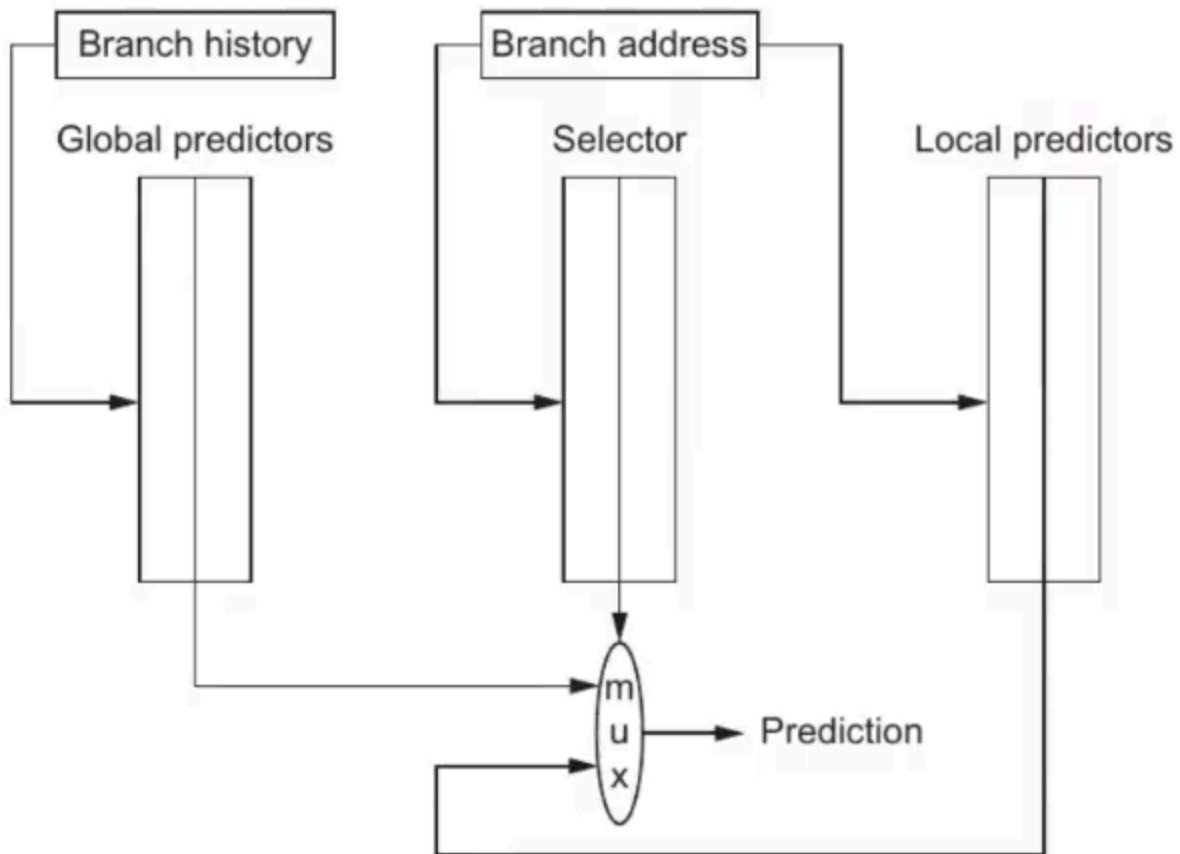 Branch history
Branch address
Global predictors
Selector
Local predictors
m
u
x
Prediction